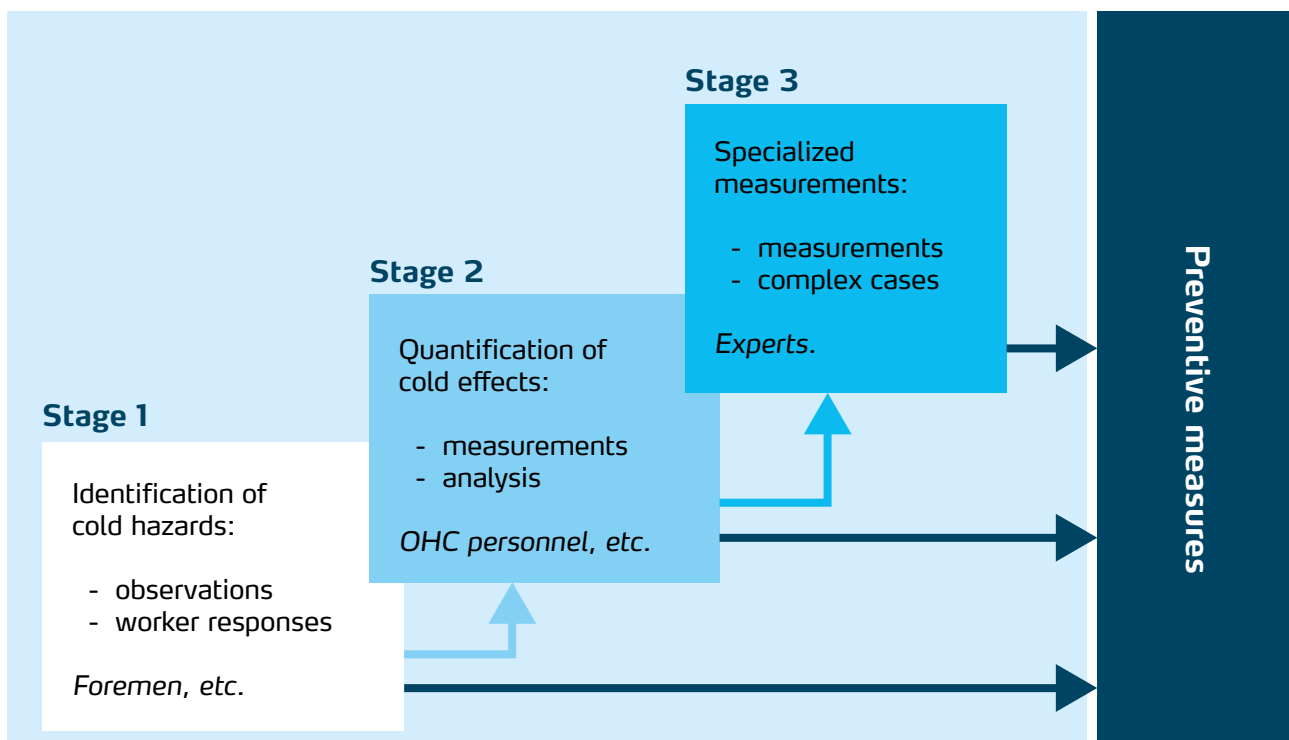 Stage 1
Identification of
cold hazards:
- observations
- worker responses
Foremen, etc.
Stage 2
Quantification of
cold effects:
- measurements
- analysis
OHC personnel, etc.
Stage 3
Specialized
measurements:
- measurements
- complex cases
Experts.
Preventive measures